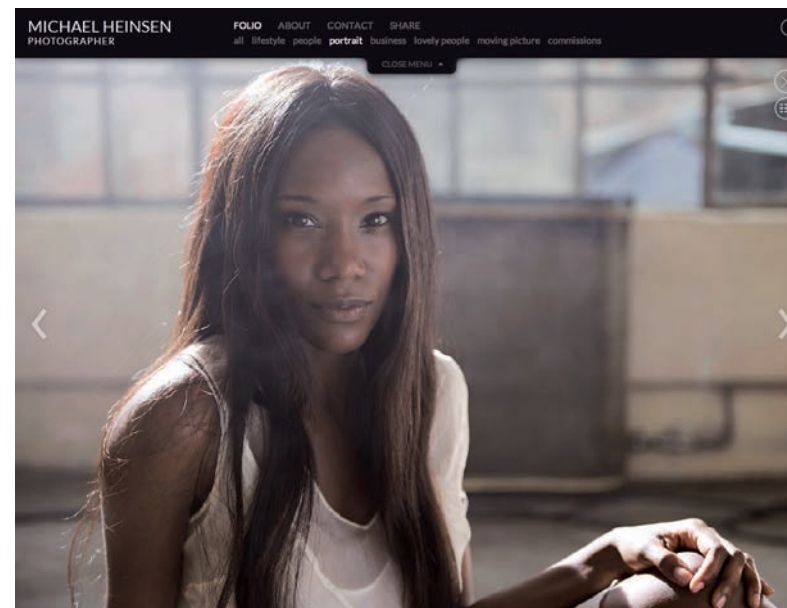 MICHAEL HEINSEN
PHOTOGRAPHER
FOLIO ABOUT CONTACT SHARE
all lifestyle people portrait business lovely people moving picture commissions
CLOSE MENU